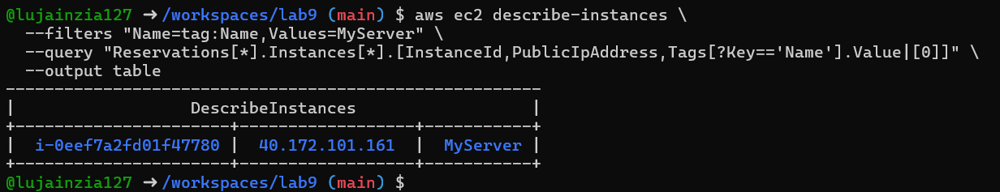 @lujainzia127 ➜ /workspaces/lab9 (main) $ aws ec2 describe-instances \
  --filters "Name=tag:Name,Values=MyServer" \
  --query "Reservations[*].Instances[*].[InstanceId,PublicIpAddress,Tags[?Key=='Name'].Value|[0]]" \
  --output table
-------------------------------------------------------
|                  DescribeInstances                  |
+----------------------+------------------+-----------+
|  i-0eef7a2fd01f47780 |  40.172.101.161  |  MyServer |
+----------------------+------------------+-----------+
@lujainzia127 ➜ /workspaces/lab9 (main) $